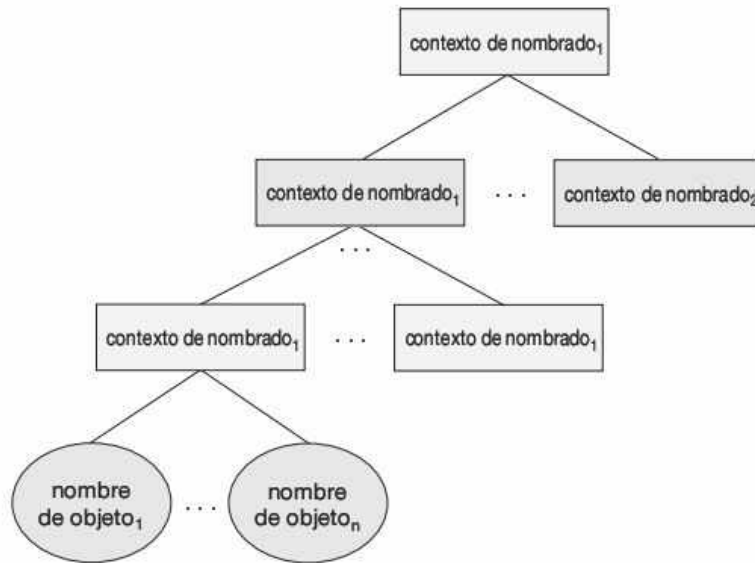 contexto de nombrado₁
contexto de nombrado₁ . . . contexto de nombrado₂
. . .
contexto de nombrado₁ . . . contexto de nombrado₁
nombre
de objeto₁
. . .
nombre
de objetoₙ